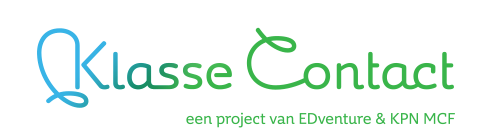 Klasse Contact
een project van EDventure & KPN MCF